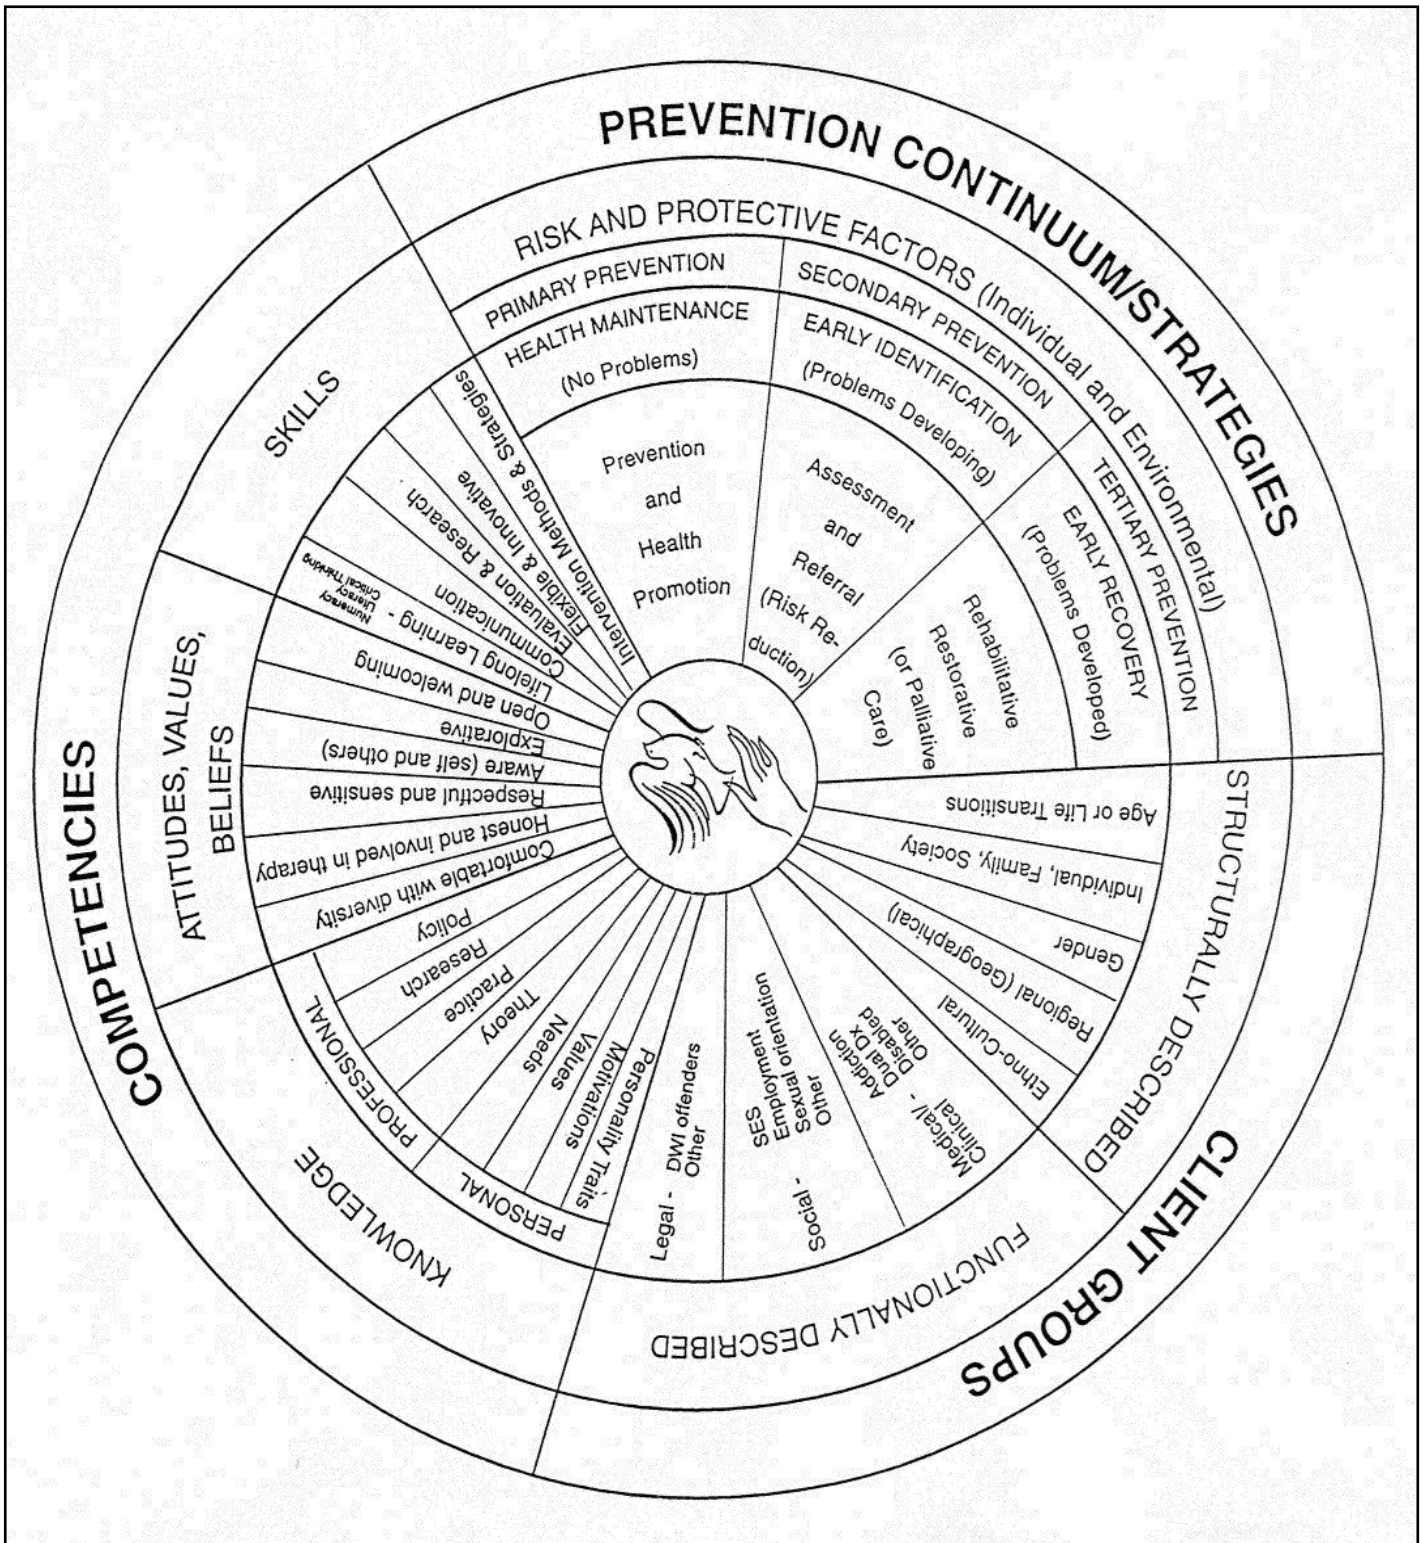 PREVENTION CONTINUUM/STRATEGIES
RISK AND PROTECTIVE FACTORS (Individual and Environmental)
PRIMARY PREVENTION
HEALTH MAINTENANCE
(No Problems)
Prevention
and
Health
Promotion
SECONDARY PREVENTION
EARLY IDENTIFICATION
(Problems Developing)
Assessment
and
Referral
(Risk Re-
duction)
TERTIARY PREVENTION
EARLY RECOVERY
(Problems Developed)
Rehabilitative
Restorative
(or Palliative
Care)
CLIENT GROUPS
STRUCTURALLY DESCRIBED
Age or Life Transitions
Individual, Family, Society
Gender
Regional (Geographical)
Ethno-Cultural
FUNCTIONALLY DESCRIBED
Medical/ -
Clinical
Addiction
Dual Dx
Disabled
Other
Social -
SES
Employment
Sexual orientation
Other
Legal -
DWI offenders
Other
COMPETENCIES
KNOWLEDGE
PERSONAL
Personality Traits
Motivations
Values
Needs
PROFESSIONAL
Theory
Practice
Research
Policy
ATTITUDES, VALUES,
BELIEFS
Comfortable with diversity
Honest and involved in therapy
Respectful and sensitive
Aware (self and others)
Explorative
Open and welcoming
SKILLS
Lifelong Learning -
Numeracy
Literacy
Critical Thinking
Communication
Evaluation & Research
Flexible & Innovative
Intervention Methods & Strategies